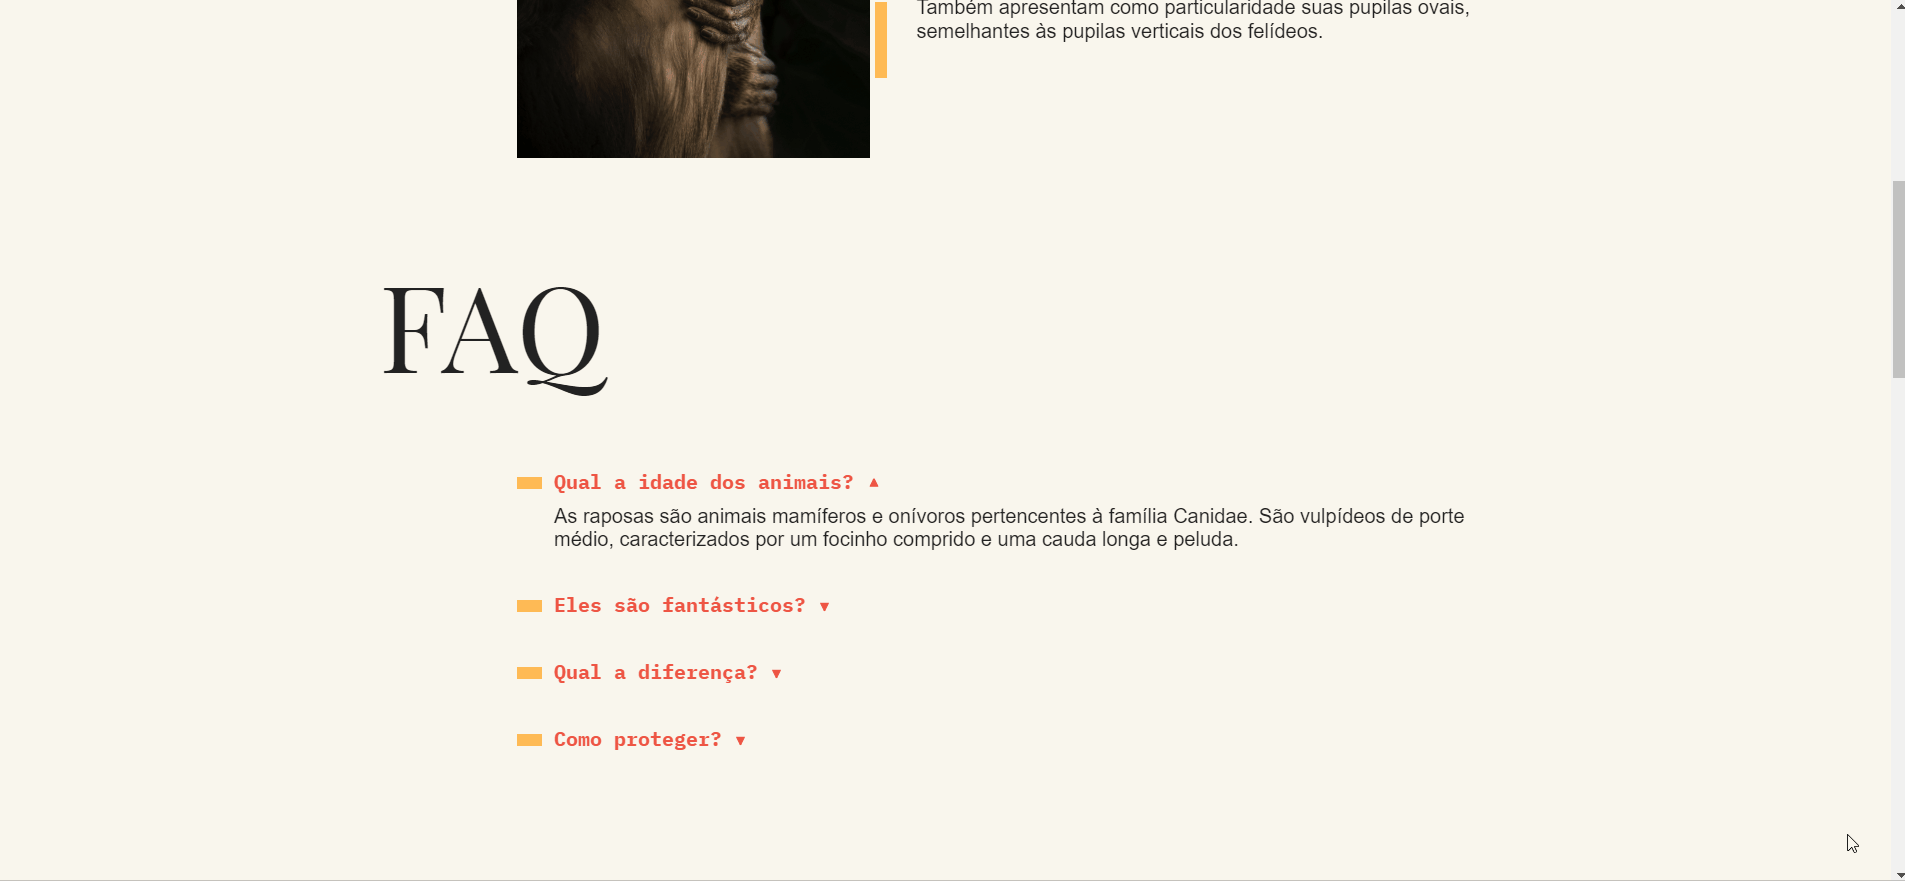 Também apresentam como particularidade suas pupilas ovais,
semelhantes às pupilas verticais dos felídeos.
FAQ
Qual a idade dos animais? ▲
As raposas são animais mamíferos e onívoros pertencentes à família Canidae. São vulpídeos de porte
médio, caracterizados por um focinho comprido e uma cauda longa e peluda.
Eles são fantásticos? ▼
Qual a diferença? ▼
Como proteger? ▼